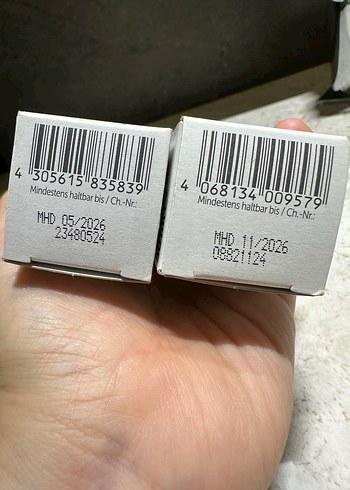 4 305615 835839
Mindestens haltbar bis / Ch.-Nr.:
MHD 05/2026
23480524
4 068134 009579
Mindestens haltbar bis / Ch.-Nr.:
MHD 11/2026
08821124